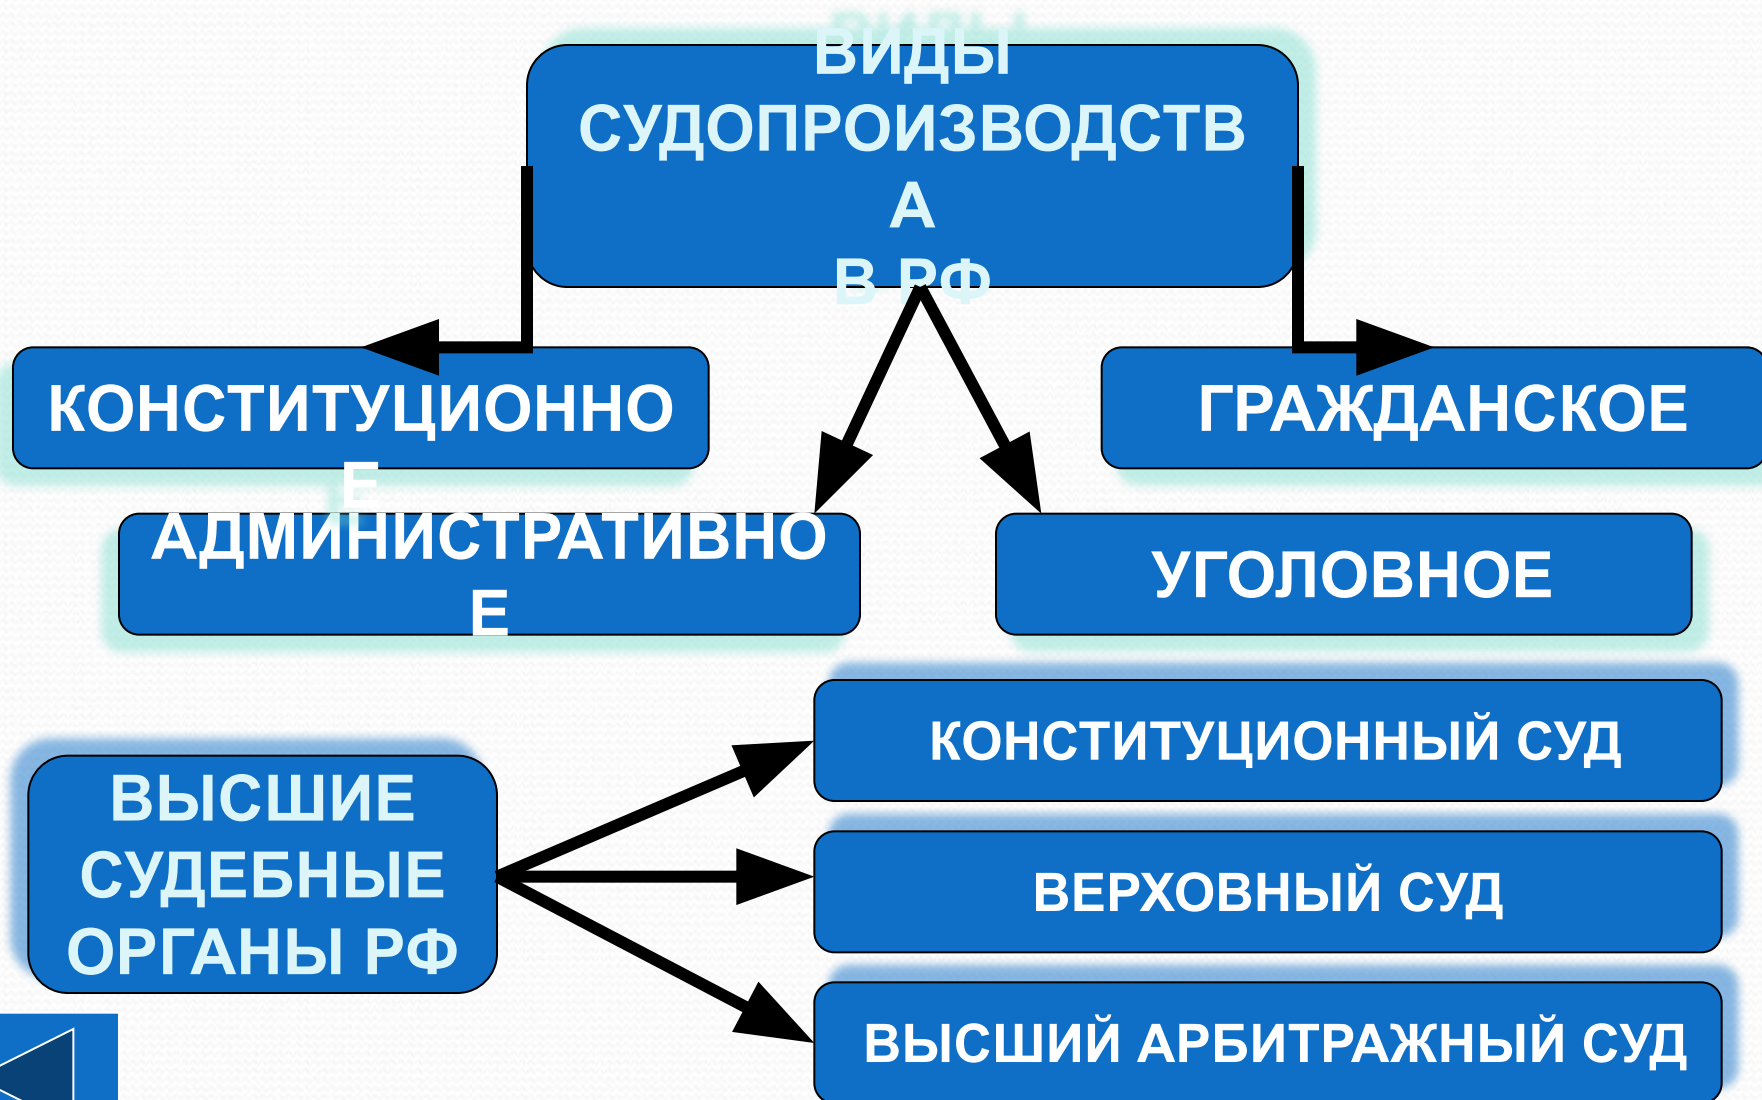 ВИДЫ
СУДОПРОИЗВОДСТВ
А
В РФ
КОНСТИТУЦИОННО
Е
ГРАЖДАНСКОЕ
АДМИНИСТРАТИВНО
Е
УГОЛОВНОЕ
ВЫСШИЕ
СУДЕБНЫЕ
ОРГАНЫ РФ
КОНСТИТУЦИОННЫЙ СУД
ВЕРХОВНЫЙ СУД
ВЫСШИЙ АРБИТРАЖНЫЙ СУД